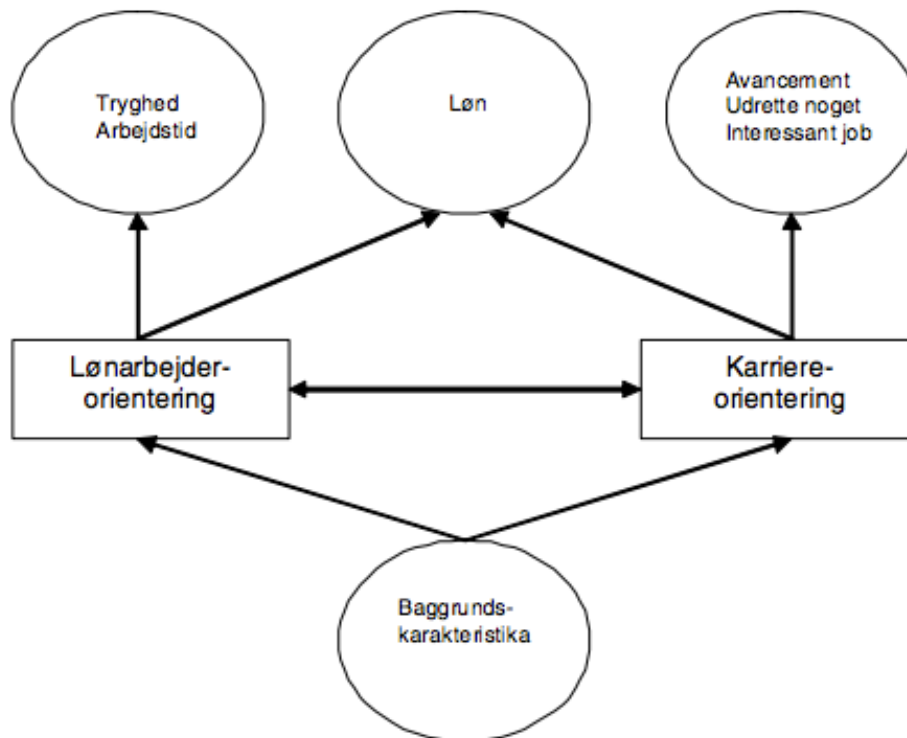 Tryghed
Arbejdstid
Løn
Avancement
Udrette noget
Interessant job
Lønarbejder-
orientering
Karriere-
orientering
Baggrunds-
karakteristika